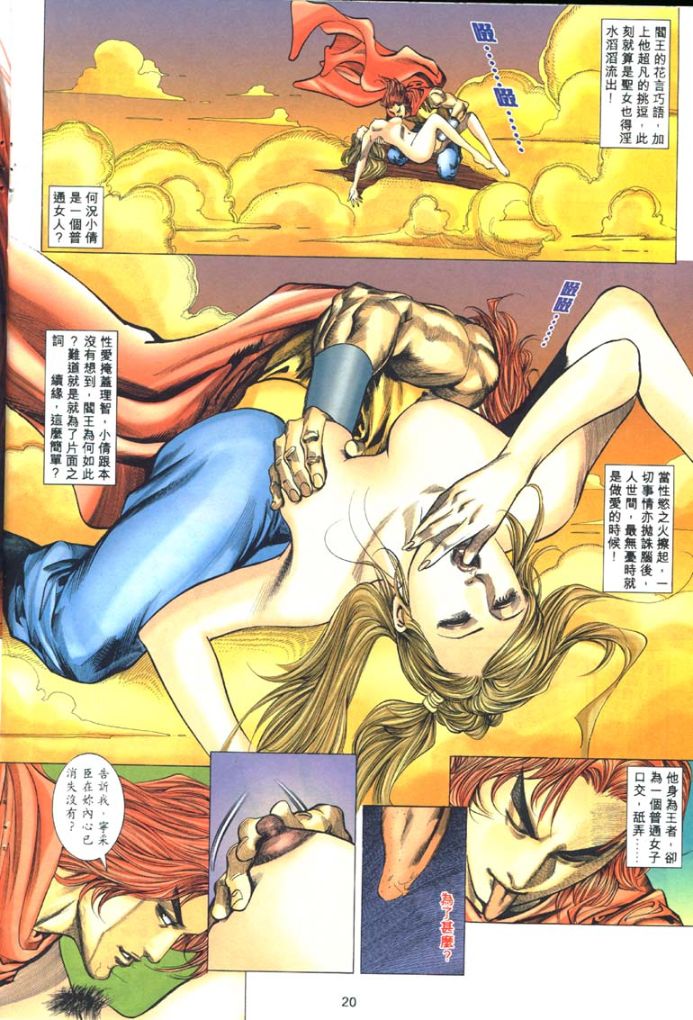 閻王的花言巧語，加
上他超凡的挑逗，此
刻就算是聖女也得淫
水滔滔流出！
啜……啜……
何況小倩
是一個普
通女人？
啜啜……
性愛掩蓋理智，小倩跟本
沒有想到，閻王為何如此
？難道就是就為了片面之
詞　續緣，這麼簡單？
當性慾之火擦起，一
切事情亦拋誅腦後，
人世間，最無憂時就
是做愛的時候！
他身為王者，卻
為一個普通女子
口交，舐弄……
為了甚麼？
告訴我，寧采
臣在妳內心已
消失沒有？
20